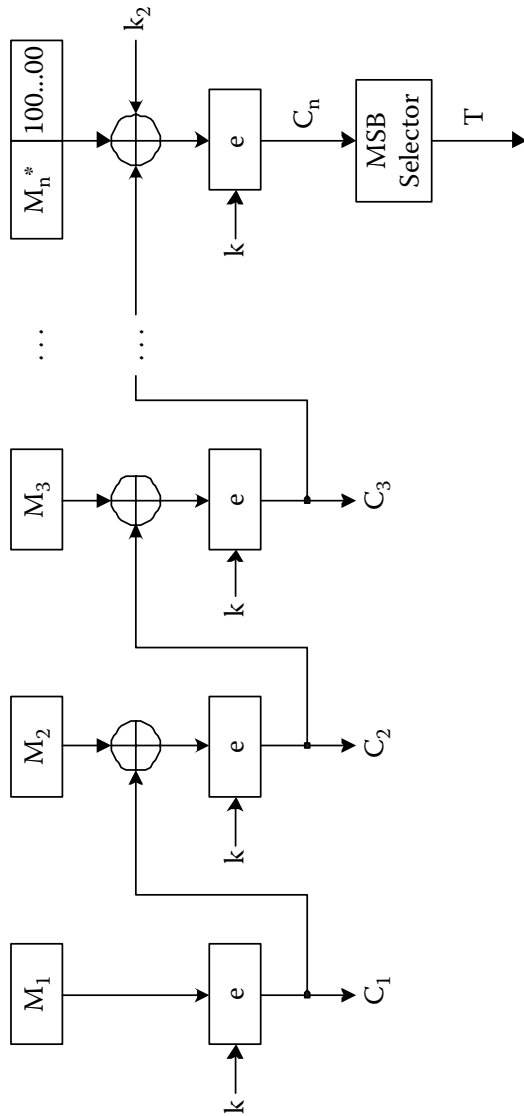 M₁ M₂ M₃ ... Mₙ* 100...00
... k₂
k e k e k e k e
Cₙ
C₁ C₂ C₃ MSB
Selector
T